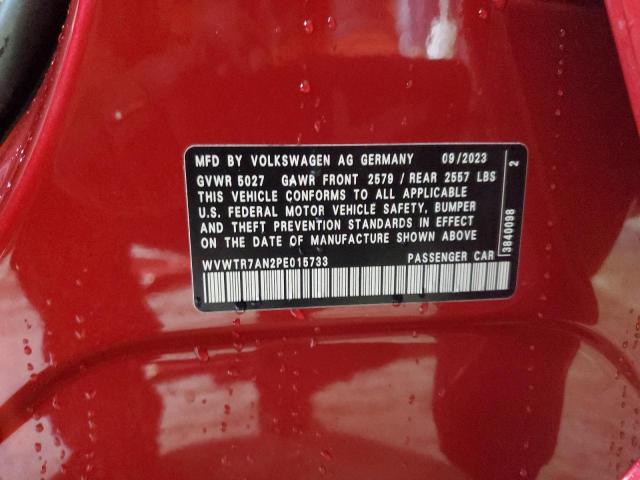 MFD BY VOLKSWAGEN AG GERMANY 09/2023
GVWR 5027 GAWR FRONT 2579 / REAR 2557 LBS
THIS VEHICLE CONFORMS TO ALL APPLICABLE
U.S. FEDERAL MOTOR VEHICLE SAFETY, BUMPER
AND THEFT PREVENTION STANDARDS IN EFFECT
ON THE DATE OF MANUFACTURE SHOWN ABOVE
WVWTR7AN2PE015733 PASSENGER CAR
3840098 2